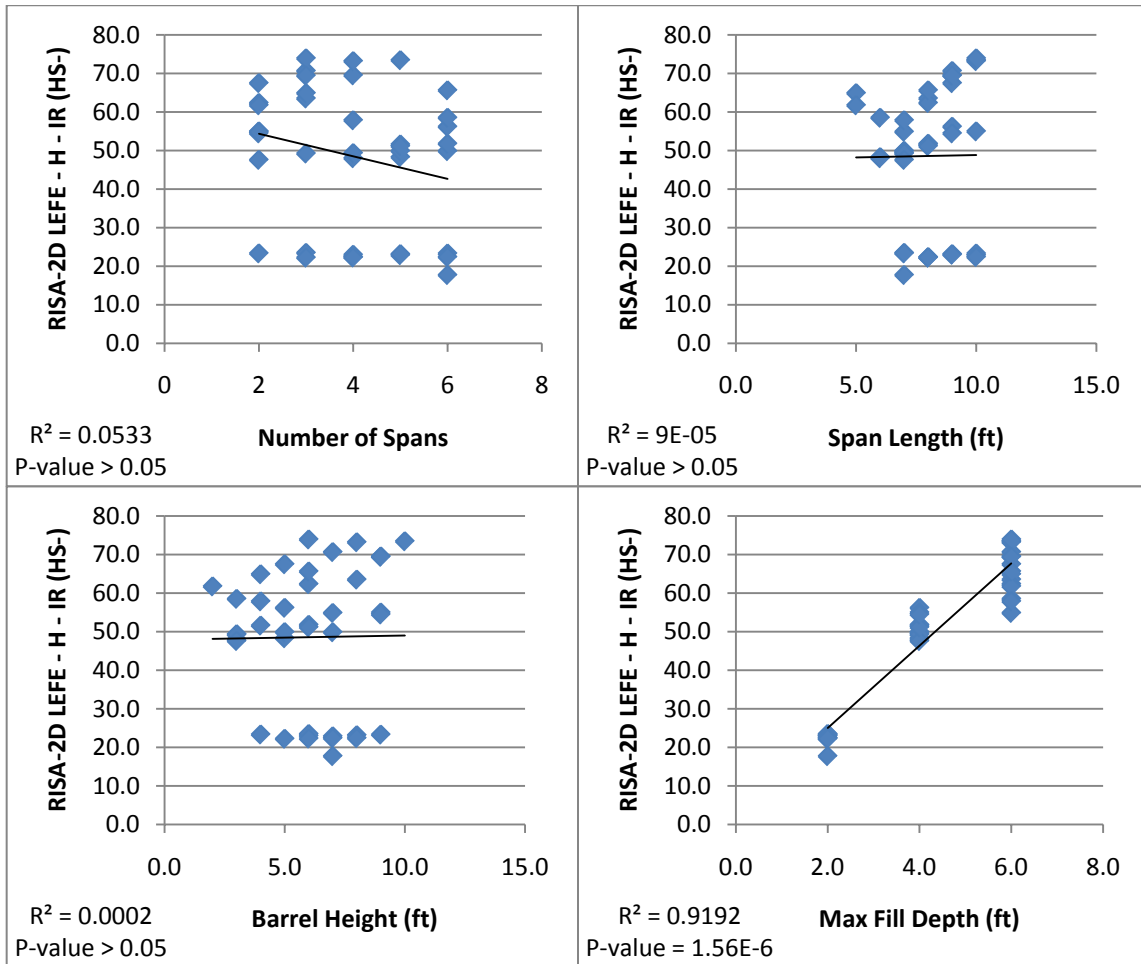 RISA-2D LEFE - H - IR (HS-)
80.0
70.0
60.0
50.0
40.0
30.0
20.0
10.0
0.0
0 2 4 6 8
Number of Spans
R² = 0.0533
P-value > 0.05
RISA-2D LEFE - H - IR (HS-)
80.0
70.0
60.0
50.0
40.0
30.0
20.0
10.0
0.0
0.0 5.0 10.0 15.0
Span Length (ft)
R² = 9E-05
P-value > 0.05
RISA-2D LEFE - H - IR (HS-)
80.0
70.0
60.0
50.0
40.0
30.0
20.0
10.0
0.0
0.0 5.0 10.0 15.0
Barrel Height (ft)
R² = 0.0002
P-value > 0.05
RISA-2D LEFE - H - IR (HS-)
80.0
70.0
60.0
50.0
40.0
30.0
20.0
10.0
0.0
0.0 2.0 4.0 6.0 8.0
Max Fill Depth (ft)
R² = 0.9192
P-value = 1.56E-6